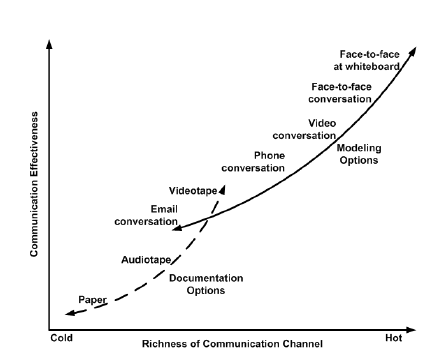 Face-to-face
at whiteboard
Face-to-face
conversation
Video
conversation
Modeling
Options
Phone
conversation
Videotape
Email
conversation
Audiotape
Documentation
Options
Paper
Communication Effectiveness
Cold
Hot
Richness of Communication Channel